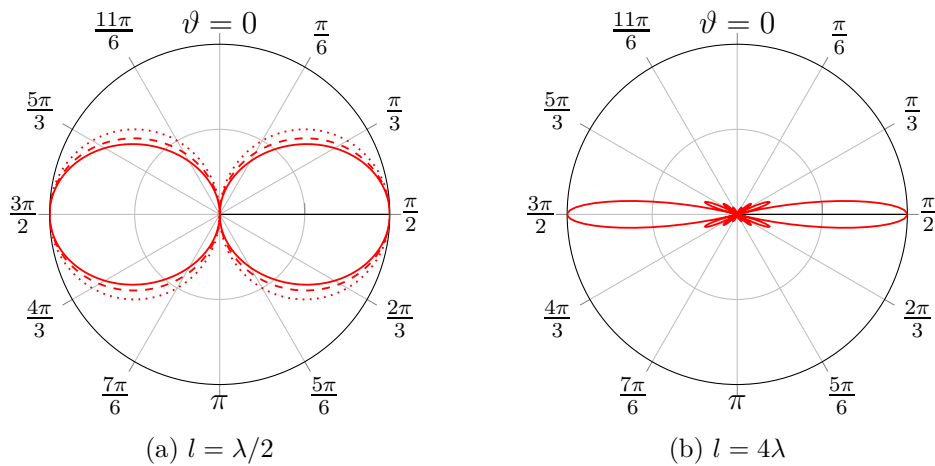 11π/6 ϑ = 0 π/6
5π/3 π/3
3π/2 π/2
4π/3 2π/3
7π/6 π 5π/6
(a) l = λ/2
11π/6 ϑ = 0 π/6
5π/3 π/3
3π/2 π/2
4π/3 2π/3
7π/6 π 5π/6
(b) l = 4λ